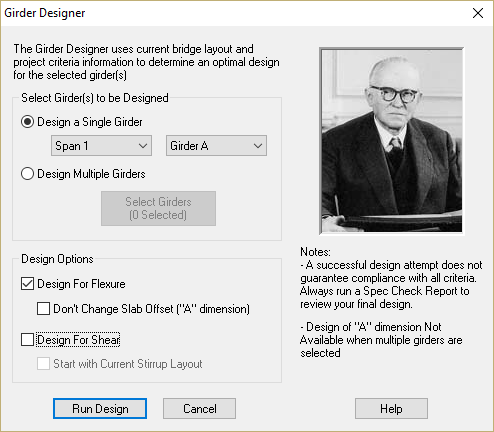 Girder Designer
The Girder Designer uses current bridge layout and
project criteria information to determine an optimal design
for the selected girder(s)
Select Girder(s) to be Designed
Design a Single Girder
Span 1
Girder A
Design Multiple Girders
Select Girders
(0 Selected)
Design Options
Design For Flexure
Don't Change Slab Offset ("A" dimension)
Design For Shear
Start with Current Stirrup Layout
Notes:
- A successful design attempt does not
guarantee compliance with all criteria.
Always run a Spec Check Report to
review your final design.
- Design of "A" dimension Not
Available when multiple girders are
selected
Run Design
Cancel
Help